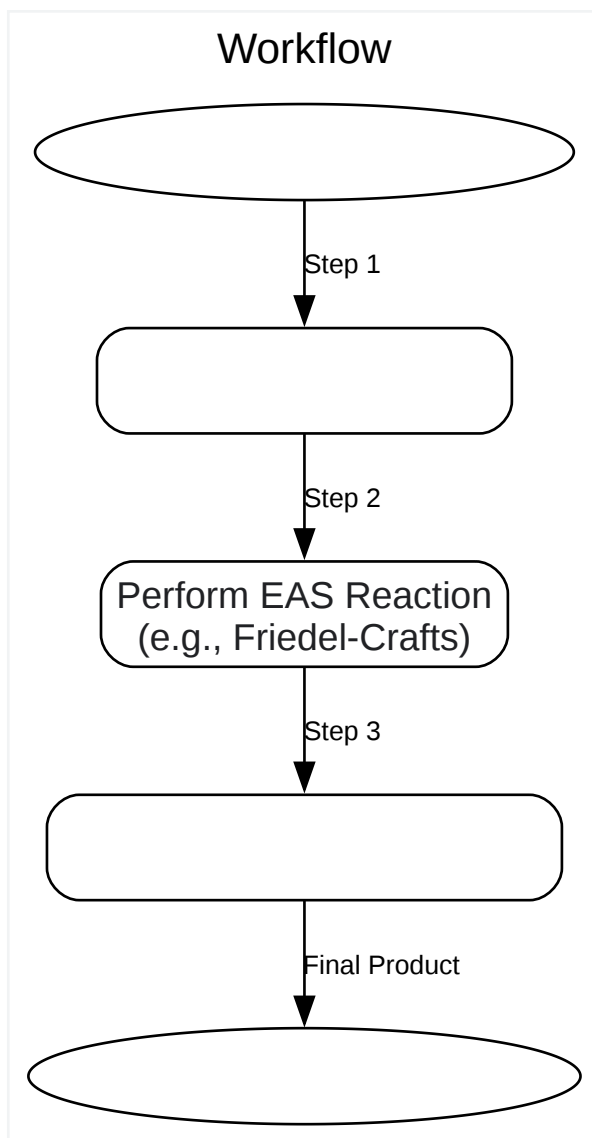 Workflow
Step 1
Step 2
Perform EAS Reaction
(e.g., Friedel-Crafts)
Step 3
Final Product